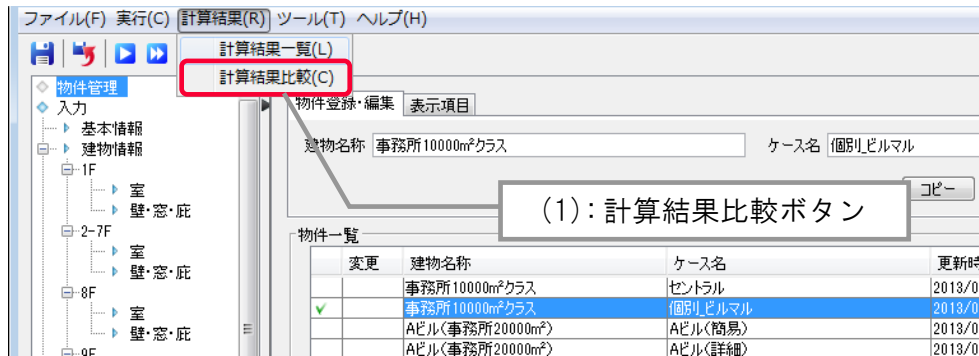 ファイル(F) 実行(C) 計算結果(R) ツール(T) ヘルプ(H)
計算結果一覧(L)
計算結果比較(C)
物件管理
入力
基本情報
建物情報
1F
室
壁・窓・庇
2-7F
室
壁・窓・庇
8F
室
壁・窓・庇
9F
物件登録・編集 表示項目
建物名称 事務所10000㎡クラス ケース名 個別_ビルマル
コピー
(1):計算結果比較ボタン
物件一覧
変更 建物名称 ケース名 更新時
事務所10000㎡クラス セントラル 2013/0
事務所10000㎡クラス 個別_ビルマル 2013/0
Aビル(事務所20000㎡) Aビル(簡易) 2013/0
Aビル(事務所20000㎡) Aビル(詳細) 2013/0